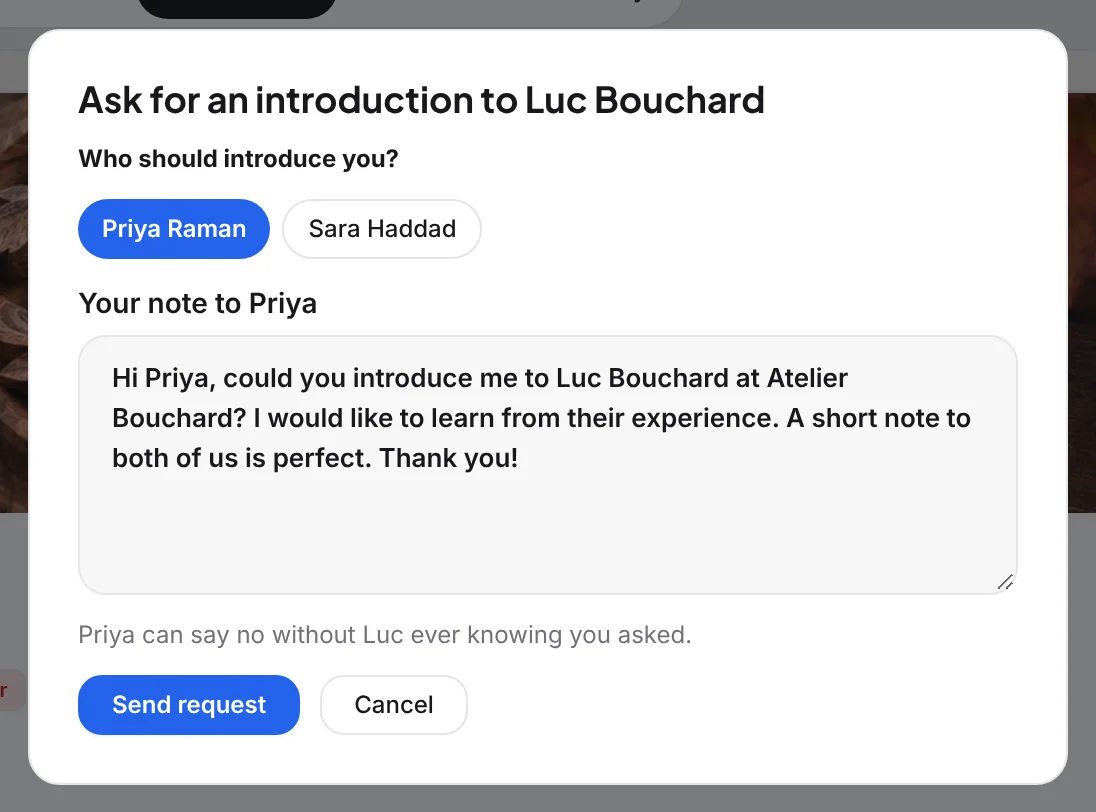 Ask for an introduction to Luc Bouchard
Who should introduce you?
Priya Raman
Sara Haddad
Your note to Priya
Hi Priya, could you introduce me to Luc Bouchard at Atelier
Bouchard? I would like to learn from their experience. A short note to
both of us is perfect. Thank you!
Priya can say no without Luc ever knowing you asked.
Send request
Cancel